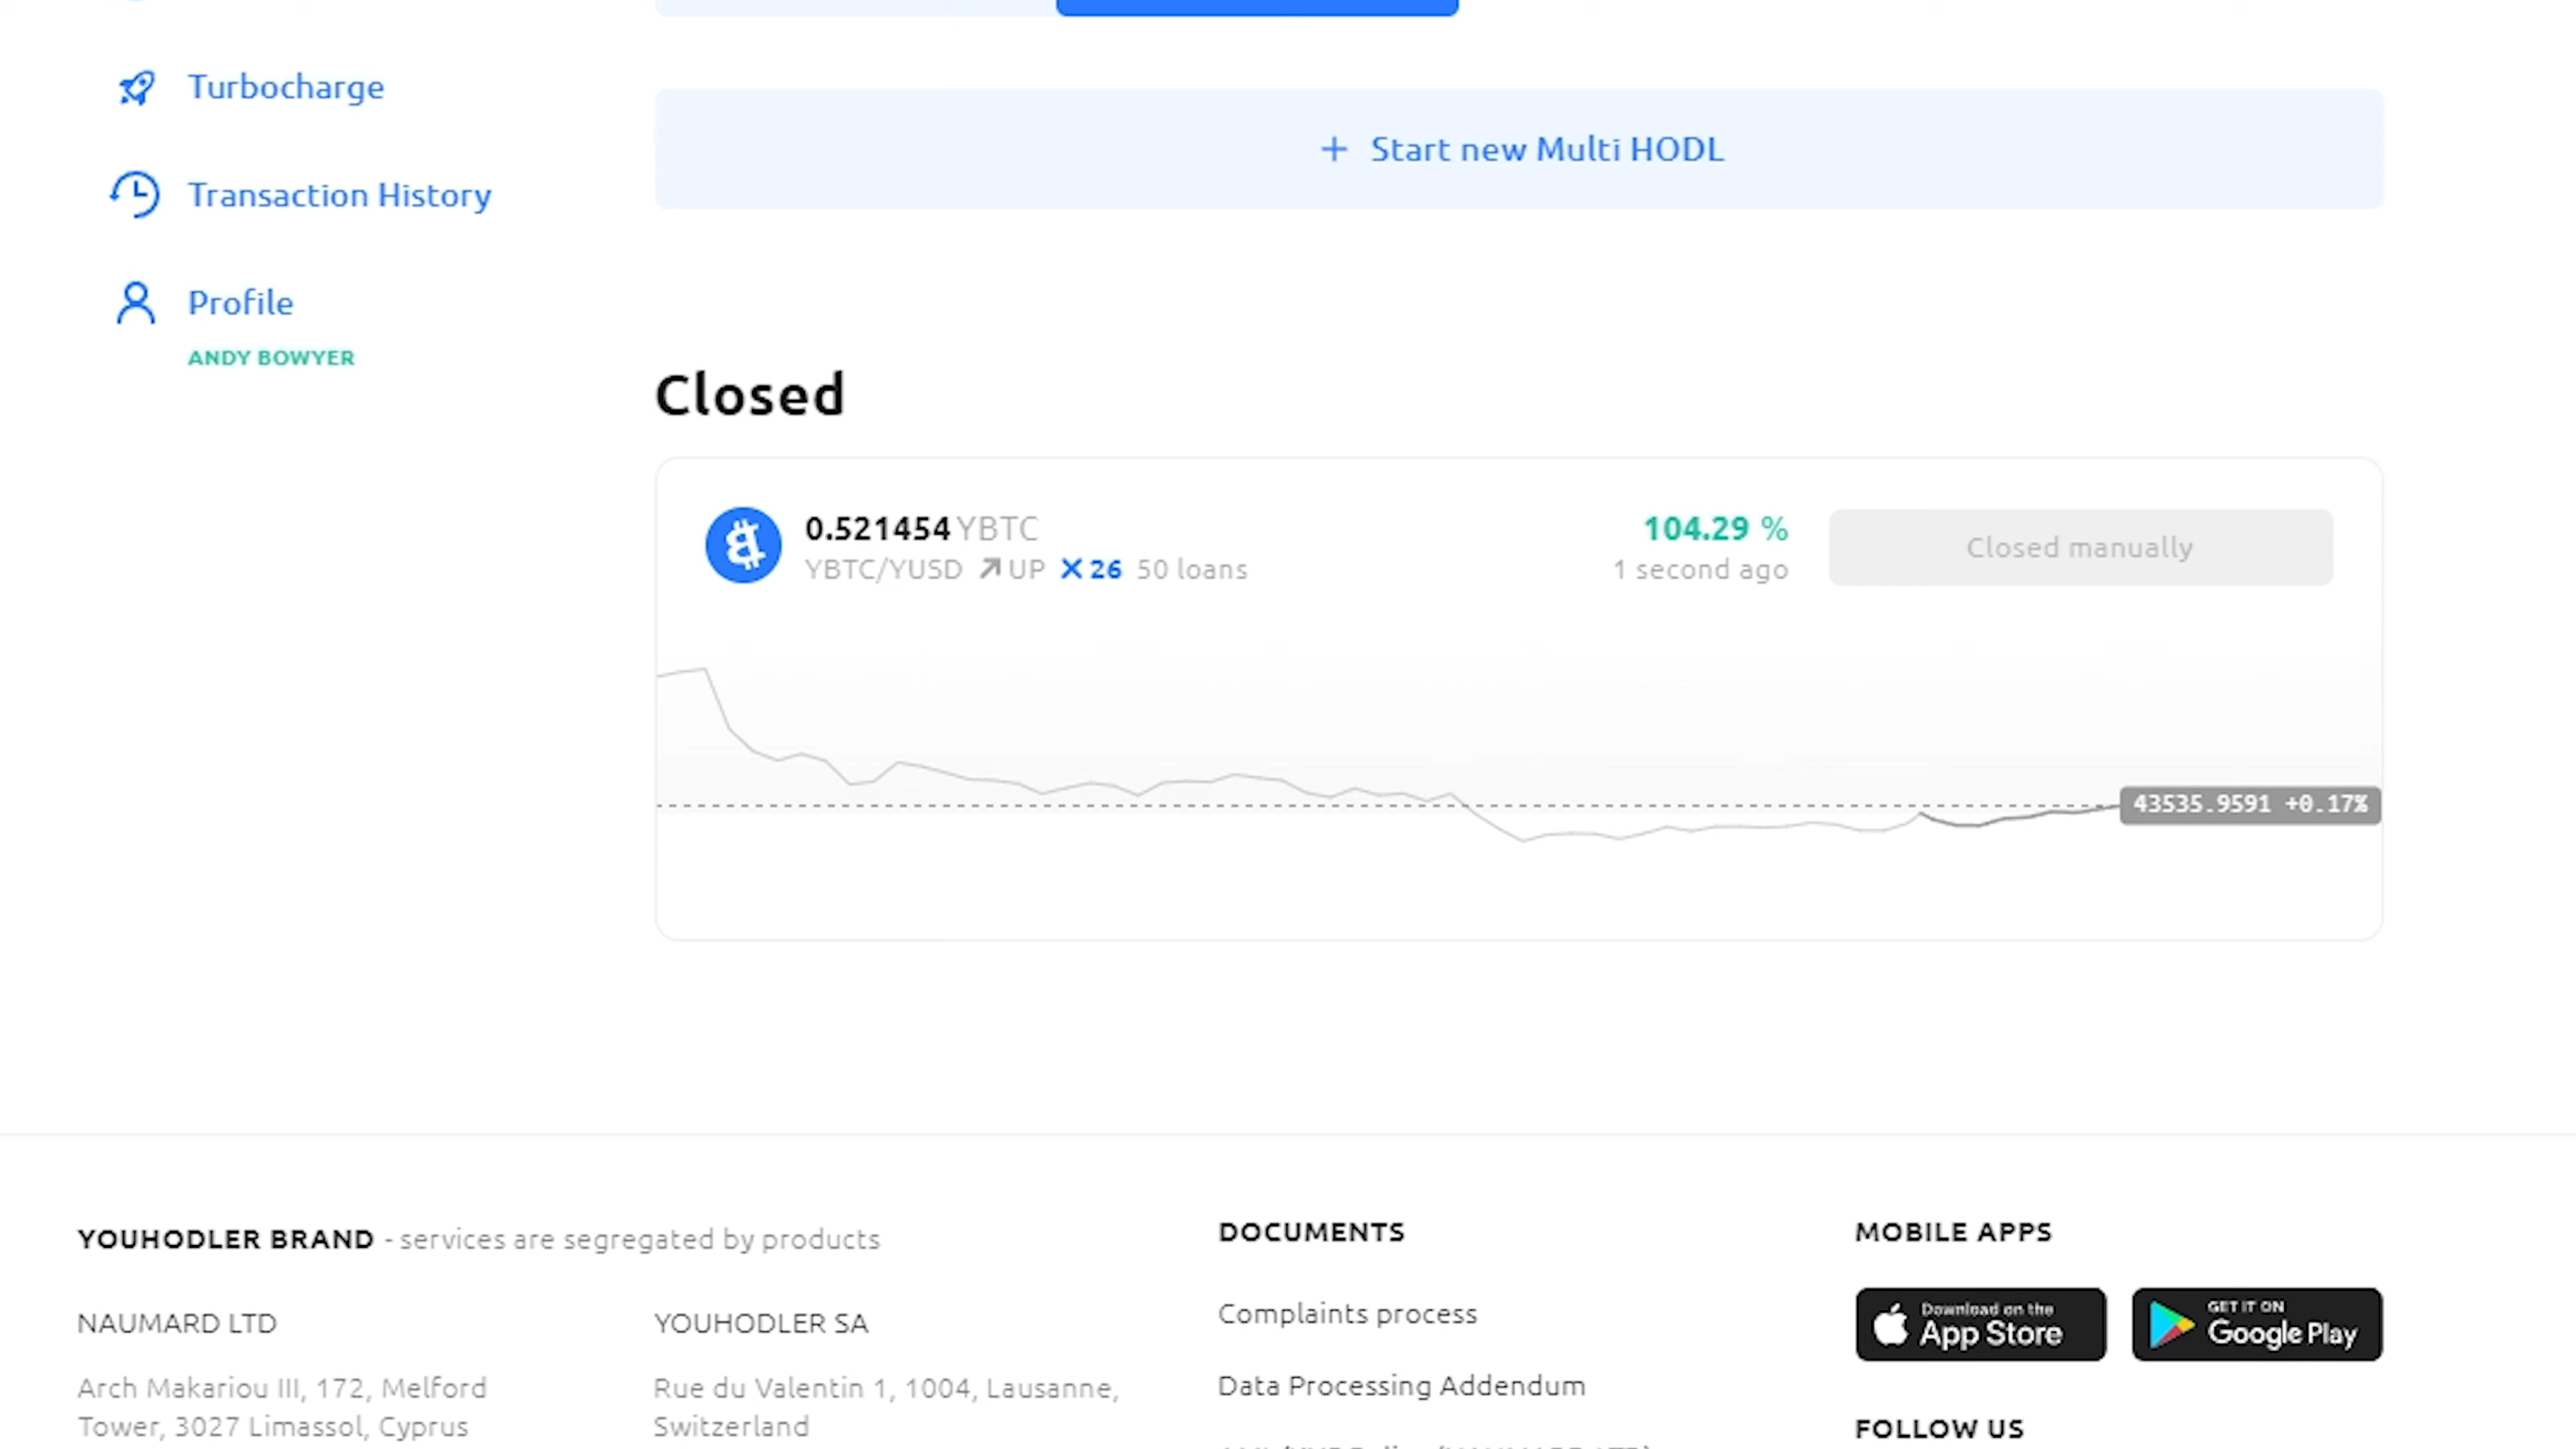 Turbocharge
+ Start new Multi HODL
Transaction History
Profile
ANDY BOWYER
Closed
0.521454 YBTC
YBTC/YUSD UP ×26 50 loans
104.29 %
1 second ago
Closed manually
43535.9591 +0.17%
YOUHODLER BRAND - services are segregated by products
NAUMARD LTD
Arch Makariou III, 172, Melford
Tower, 3027 Limassol, Cyprus
YOUHODLER SA
Rue du Valentin 1, 1004, Lausanne,
Switzerland
DOCUMENTS
Complaints process
Data Processing Addendum
MOBILE APPS
Download on the
App Store
GET IT ON
Google Play
FOLLOW US